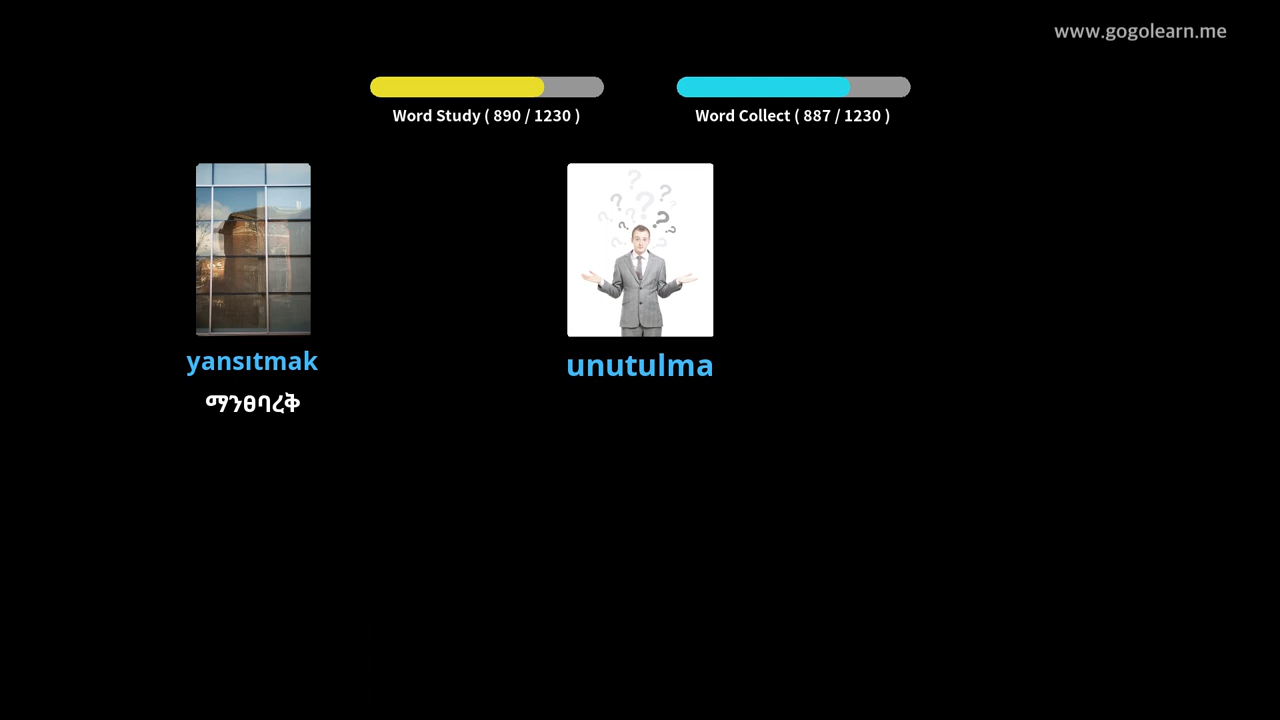 www.gogolearn.me
Word Study ( 890 / 1230 )
Word Collect ( 887 / 1230 )
yansıtmak
ማንፀባረቅ
unutulma